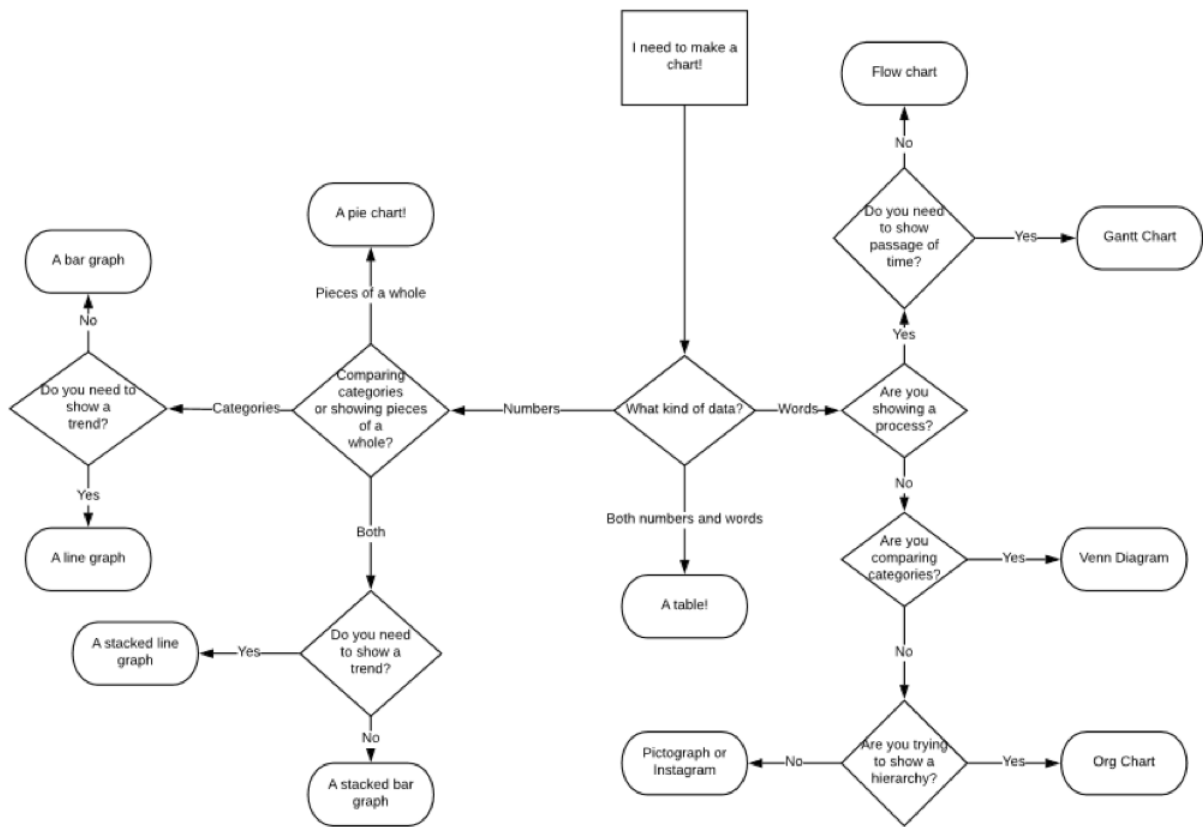 I need to make a
chart!
Flow chart
No
Do you need
to show
passage of
time?
Yes
Gantt Chart
A pie chart!
A bar graph
Pieces of a whole
No
Yes
Do you need to
show a
trend?
Categories
Comparing
categories
or showing pieces
of a
whole?
Numbers
What kind of data?
Words
Are you
showing a
process?
Yes
No
Both numbers and words
Both
A line graph
Are you
comparing
categories?
Yes
Venn Diagram
A table!
A stacked line
graph
Yes
Do you need
to show a
trend?
No
No
Pictograph or
Instagram
No
Are you trying
to show a
hierarchy?
Yes
Org Chart
A stacked bar
graph